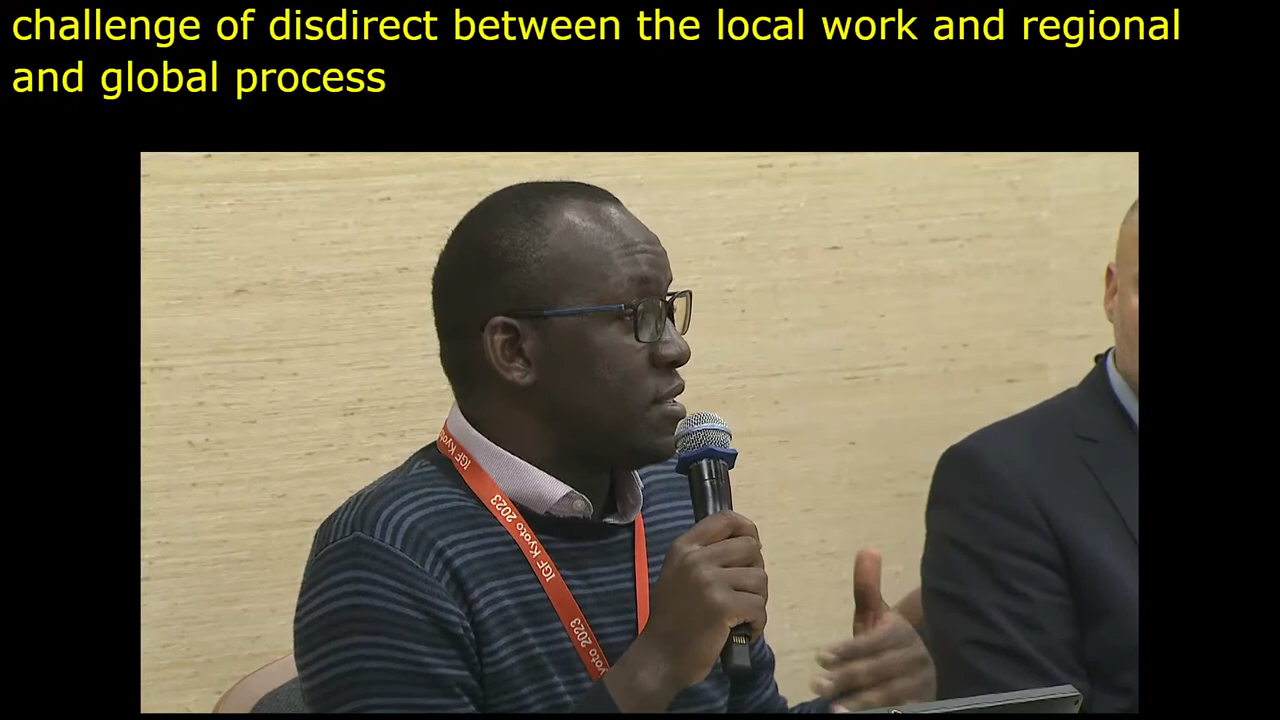 challenge of disdirect between the local work and regional
and global process
IGF Kyoto
IGF Kyoto 2023
2023